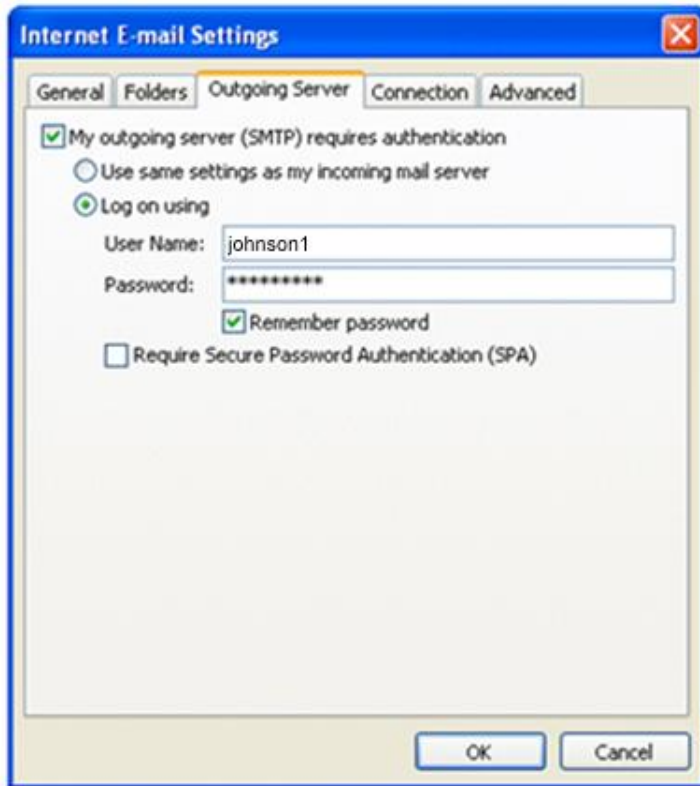 Internet E-mail Settings
General Folders Outgoing Server Connection Advanced
My outgoing server (SMTP) requires authentication
Use same settings as my incoming mail server
Log on using
User Name: johnson1
Password: *********
Remember password
Require Secure Password Authentication (SPA)
OK Cancel